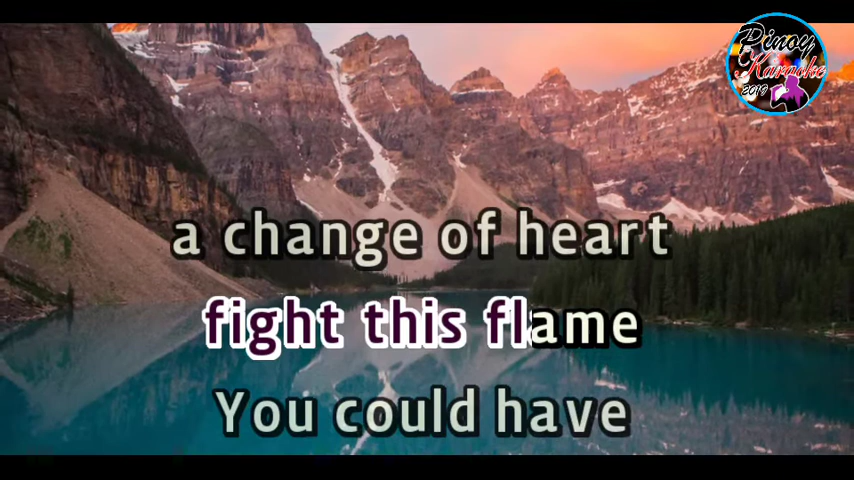 Pinoy
Karaoke
2019
a change of heart
fight this flame
You could have